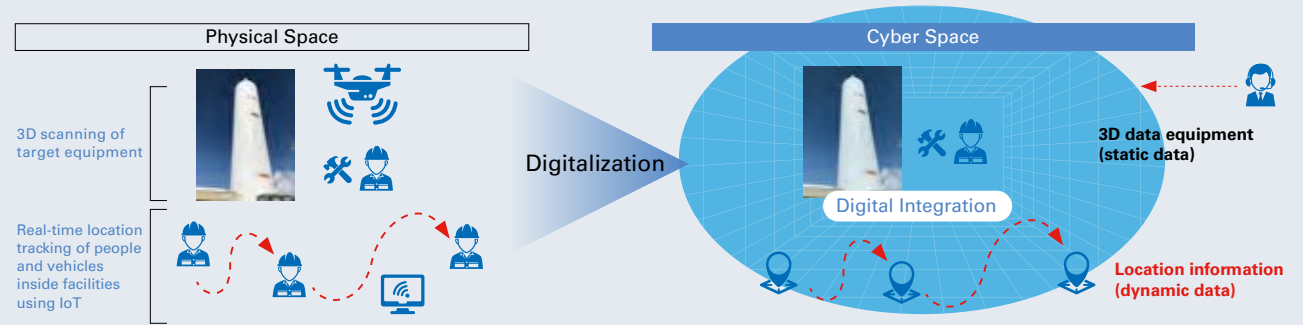 Physical Space
Cyber Space
3D scanning of
target equipment
Real-time location
tracking of people
and vehicles
inside facilities
using IoT
Digitalization
Digital Integration
3D data equipment
(static data)
Location information
(dynamic data)